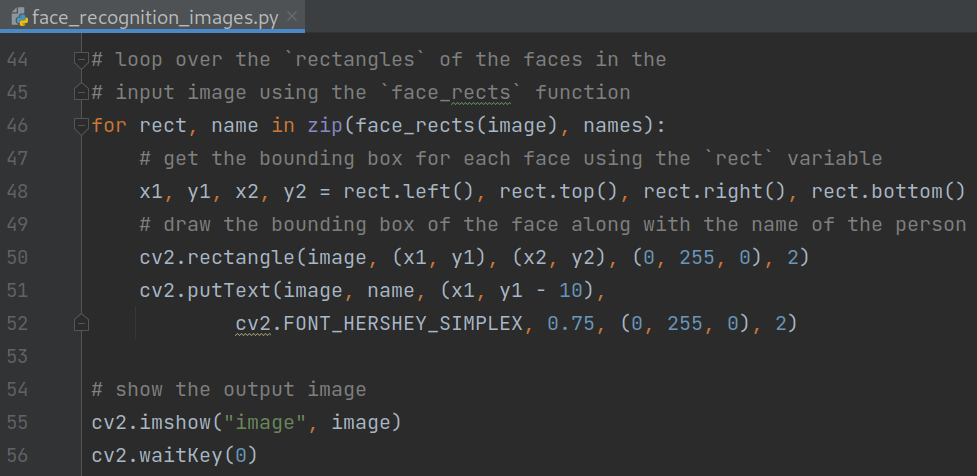 face_recognition_images.py
44 # loop over the `rectangles` of the faces in the
45 # input image using the `face_rects` function
46 for rect, name in zip(face_rects(image), names):
47     # get the bounding box for each face using the `rect` variable
48     x1, y1, x2, y2 = rect.left(), rect.top(), rect.right(), rect.bottom()
49     # draw the bounding box of the face along with the name of the person
50     cv2.rectangle(image, (x1, y1), (x2, y2), (0, 255, 0), 2)
51     cv2.putText(image, name, (x1, y1 - 10),
52             cv2.FONT_HERSHEY_SIMPLEX, 0.75, (0, 255, 0), 2)
53
54 # show the output image
55 cv2.imshow("image", image)
56 cv2.waitKey(0)